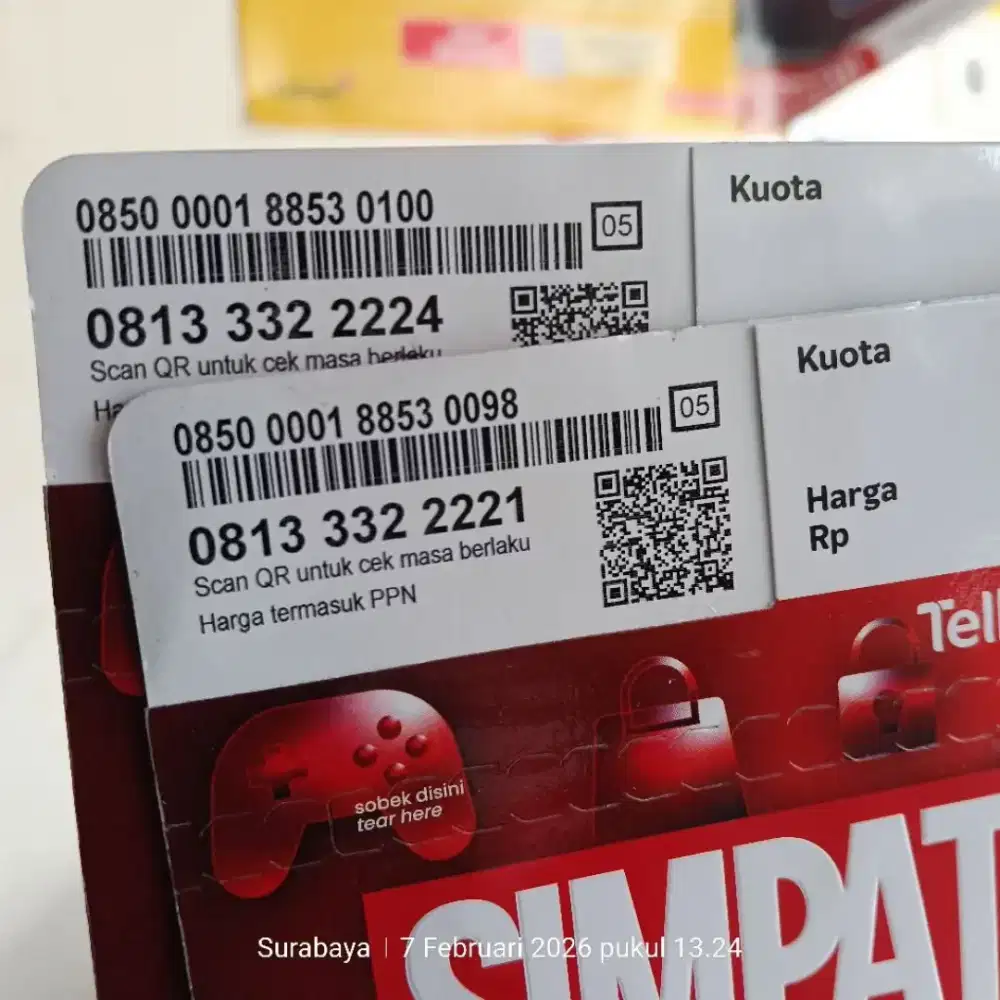 0850 0001 8853 0100
05
Kuota
0813 332 2224
Scan QR untuk cek masa berlaku
0850 0001 8853 0098
05
Kuota
0813 332 2221
Scan QR untuk cek masa berlaku
Harga termasuk PPN
Harga
Rp
sobek disini
tear here
Surabaya | 7 Februari 2026 pukul 13.24